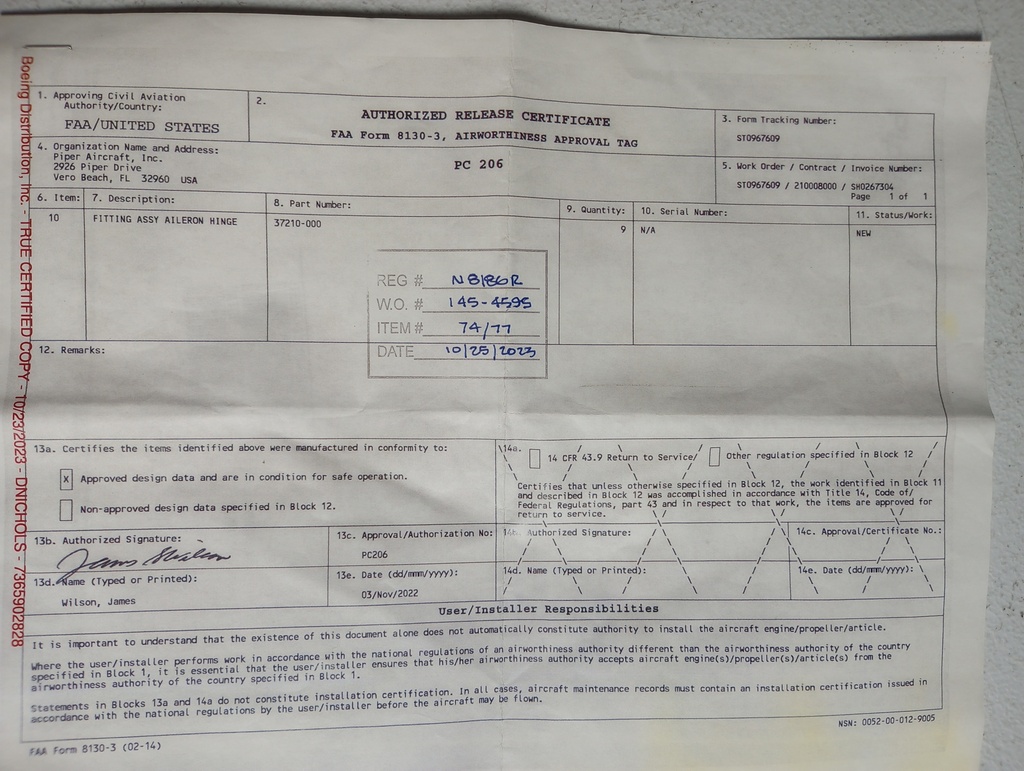 Boeing Distribution, Inc. - TRUE CERTIFIED COPY - 10/23/2023 - DNICHOLS - 7365902828
1. Approving Civil Aviation
Authority/Country:
FAA/UNITED STATES
2.
AUTHORIZED RELEASE CERTIFICATE
FAA Form 8130-3, AIRWORTHINESS APPROVAL TAG
3. Form Tracking Number:
ST0967609
4. Organization Name and Address:
Piper Aircraft, Inc.
2926 Piper Drive
Vero Beach, FL 32960 USA
PC 206
5. Work Order / Contract / Invoice Number:
ST0967609 / 210008000 / SH0267304
Page 1 of 1
6. Item: 7. Description: 8. Part Number: 9. Quantity: 10. Serial Number: 11. Status/Work:
10 FITTING ASSY AILERON HINGE 37210-000 9 N/A NEW
REG # N8186R
W.O. # 145-4595
ITEM # 74/77
DATE 10/25/2023
12. Remarks:
13a. Certifies the items identified above were manufactured in conformity to:
x Approved design data and are in condition for safe operation.
Non-approved design data specified in Block 12.
14a. 14 CFR 43.9 Return to Service Other regulation specified in Block 12
Certifies that unless otherwise specified in Block 12, the work identified in Block 11
and described in Block 12 was accomplished in accordance with Title 14, Code of
Federal Regulations, part 43 and in respect to that work, the items are approved for
return to service.
13b. Authorized Signature:
13c. Approval/Authorization No:
PC206
14b. Authorized Signature:
14c. Approval/Certificate No.:
13d. Name (Typed or Printed):
Wilson, James
13e. Date (dd/mmm/yyyy):
03/Nov/2022
14d. Name (Typed or Printed):
14e. Date (dd/mmm/yyyy):
User/Installer Responsibilities
It is important to understand that the existence of this document alone does not automatically constitute authority to install the aircraft engine/propeller/article.
Where the user/installer performs work in accordance with the national regulations of an airworthiness authority different than the airworthiness authority of the country
specified in Block 1, it is essential that the user/installer ensures that his/her airworthiness authority accepts aircraft engine(s)/propeller(s)/article(s) from the
airworthiness authority of the country specified in Block 1.
Statements in Blocks 13a and 14a do not constitute installation certification. In all cases, aircraft maintenance records must contain an installation certification issued in
accordance with the national regulations by the user/installer before the aircraft may be flown.
FAA Form 8130-3 (02-14)
NSN: 0052-00-012-9005